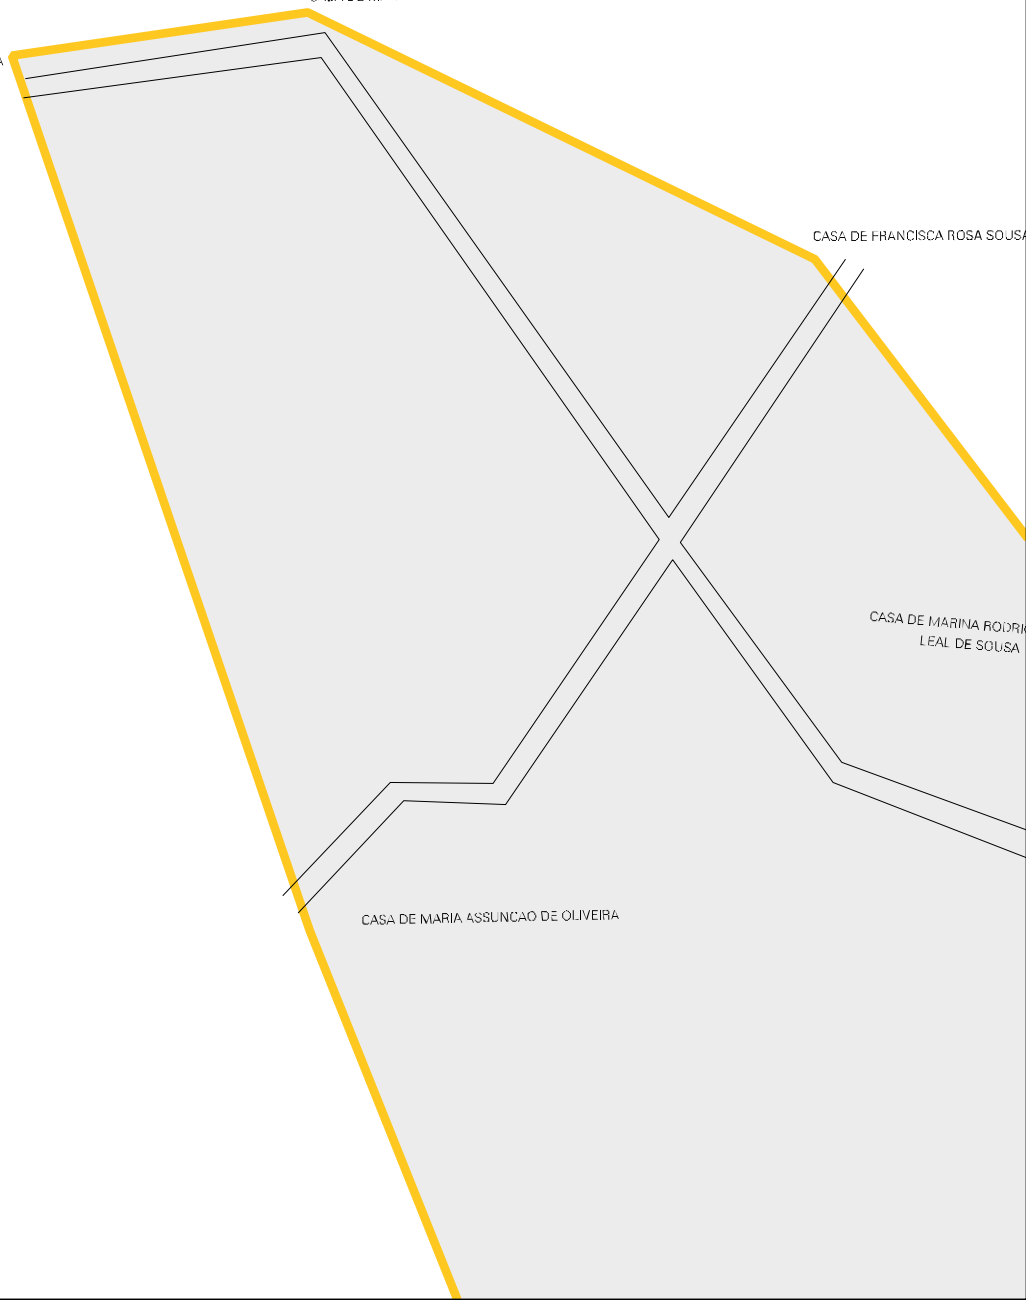 CASA DE FRANCISCA ROSA SOUSA
CASA DE MARINA
LEAL DE SOUSA
CASA DE MARIA ASSUNCAO DE OLIVEIRA